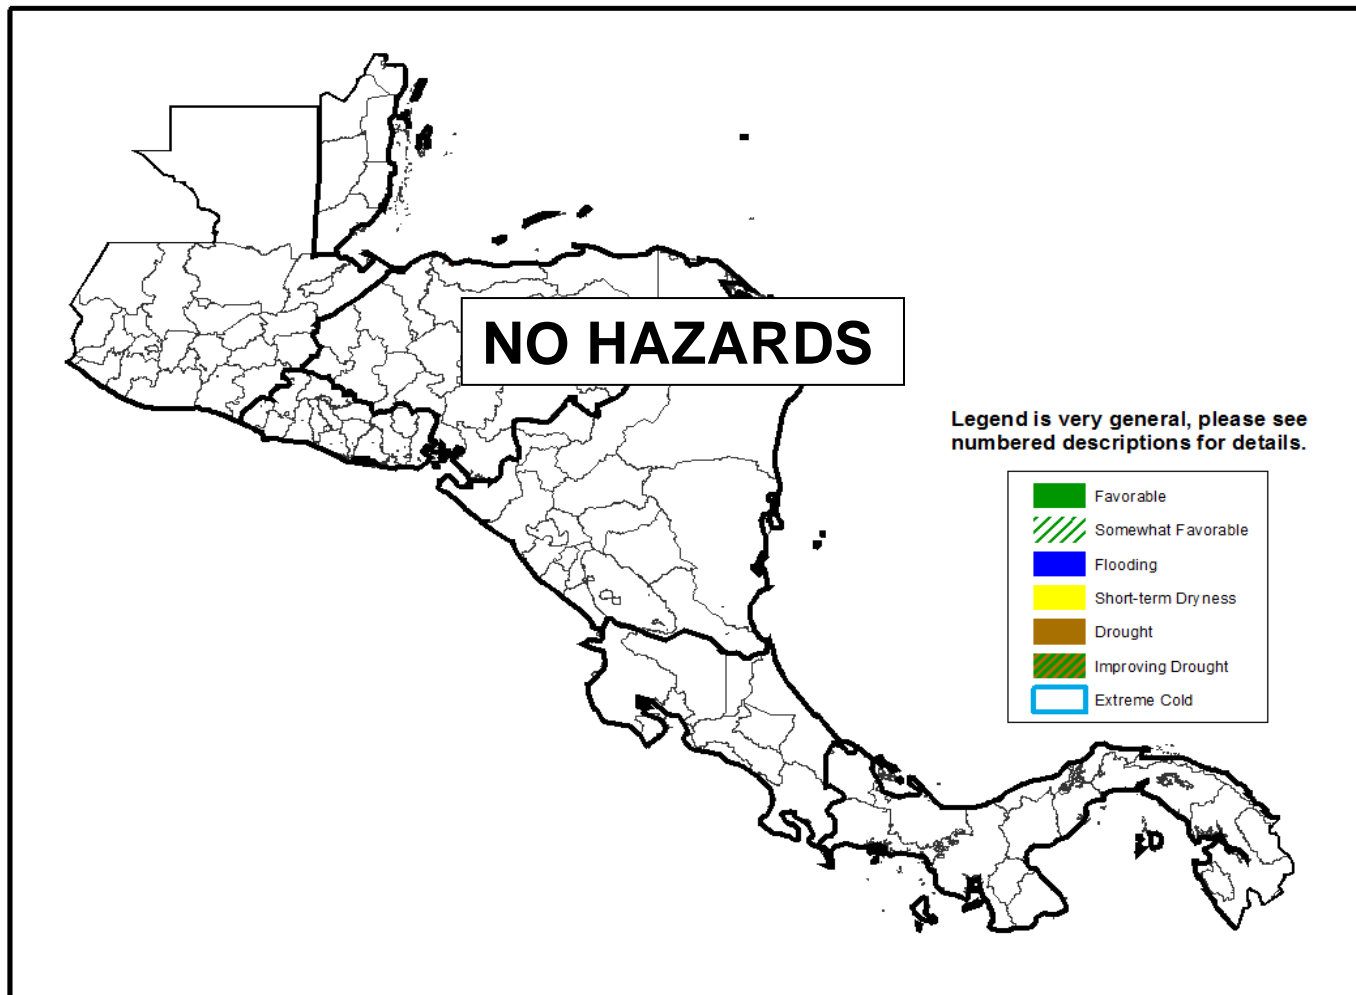 NO HAZARDS
Legend is very general, please see
numbered descriptions for details.
Favorable
Somewhat Favorable
Flooding
Short-term Dryness
Drought
Improving Drought
Extreme Cold